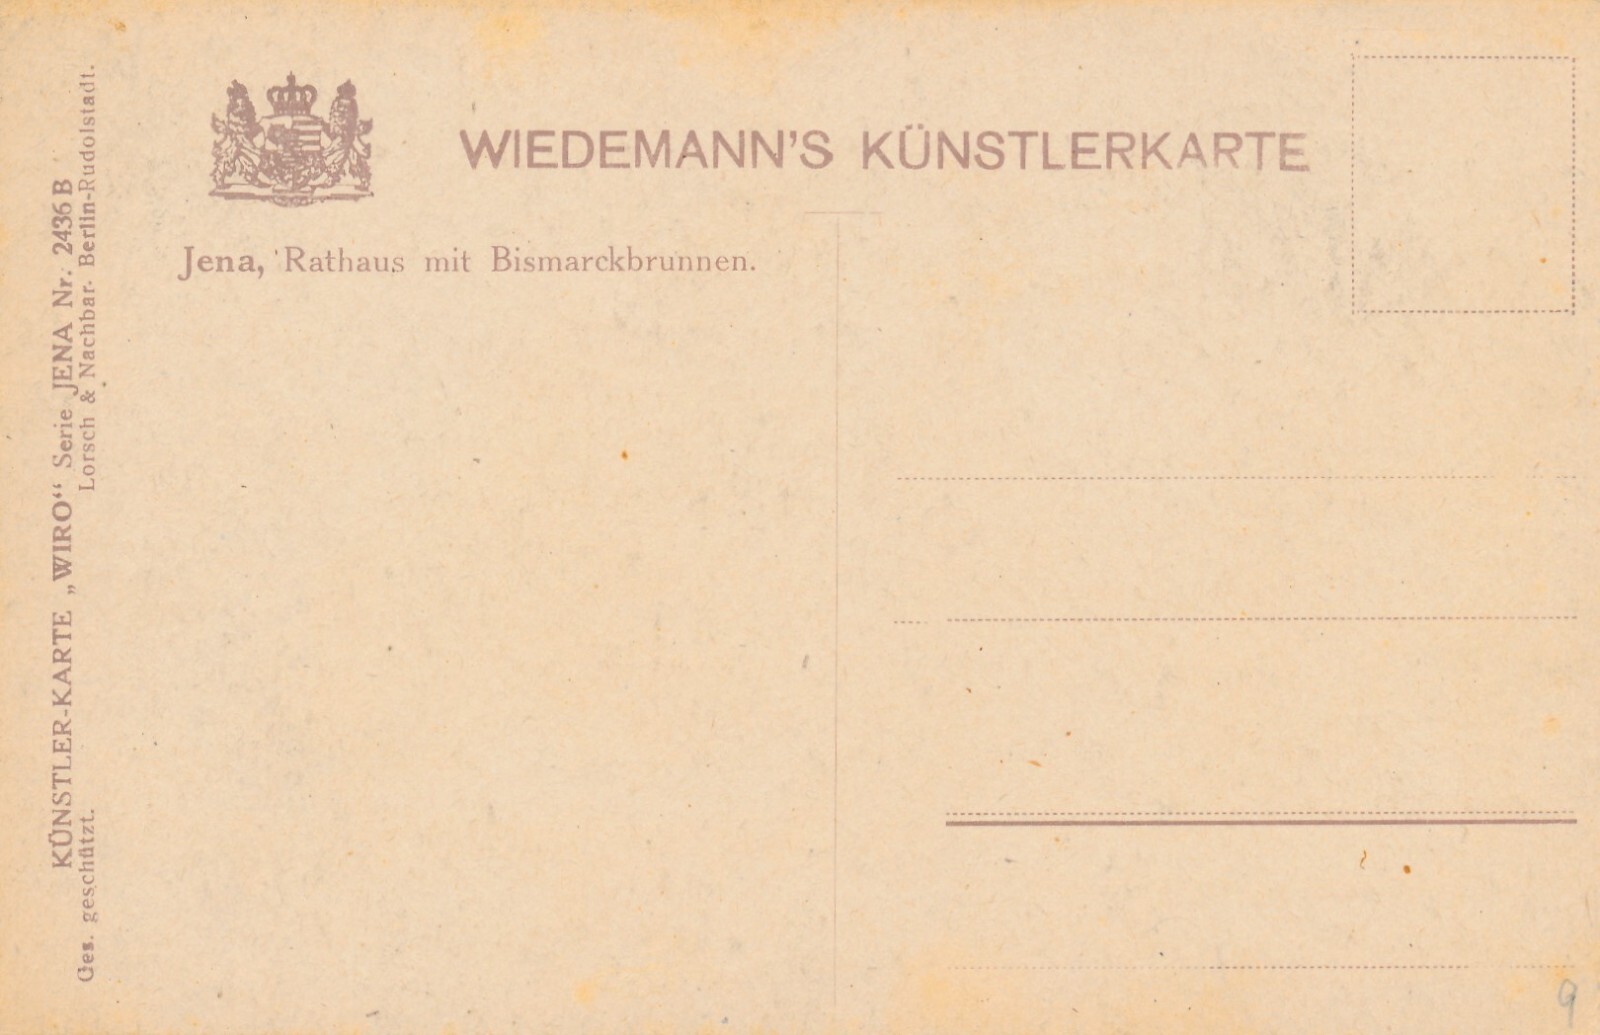 WIEDEMANN'S KÜNSTLERKARTE
Jena, Rathaus mit Bismarckbrunnen.
KÜNSTLER-KARTE „WIRO“ Serie JENA Nr. 2436 B
Ges. geschützt. Lorsch & Nachbar- Berlin-Rudolstadt.
9